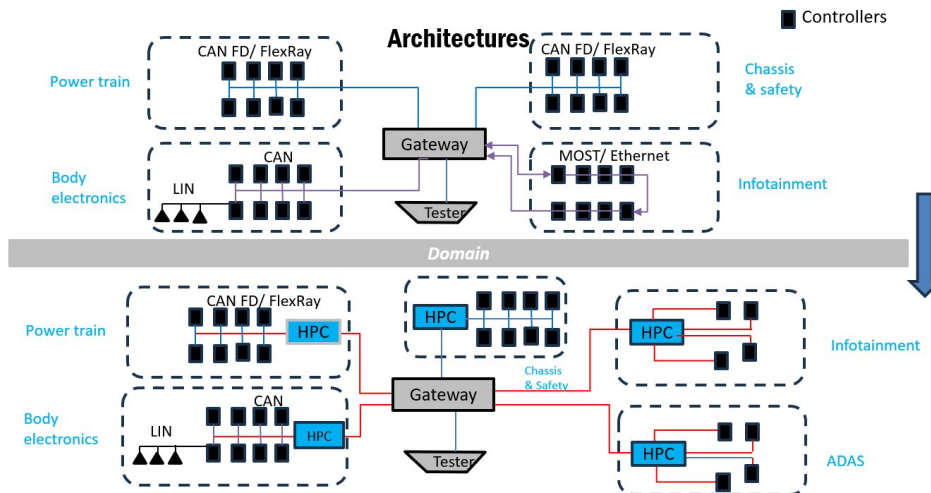 Controllers
Architectures
CAN FD/ FlexRay
CAN FD/ FlexRay
Power train
Chassis
& safety
Gateway
CAN
MOST/ Ethernet
Body
electronics
LIN
Infotainment
Tester
Domain
CAN FD/ FlexRay
Power train
HPC
HPC
HPC
Infotainment
Chassis
& Safety
Gateway
CAN
Body
electronics
LIN
HPC
HPC
Tester
ADAS